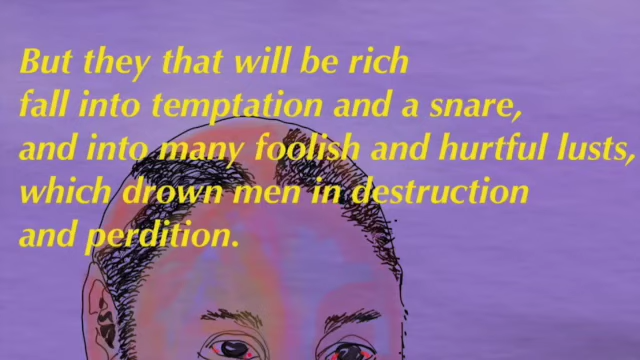 But they that will be rich
fall into temptation and a snare,
and into many foolish and hurtful lusts,
which drown men in destruction
and perdition.